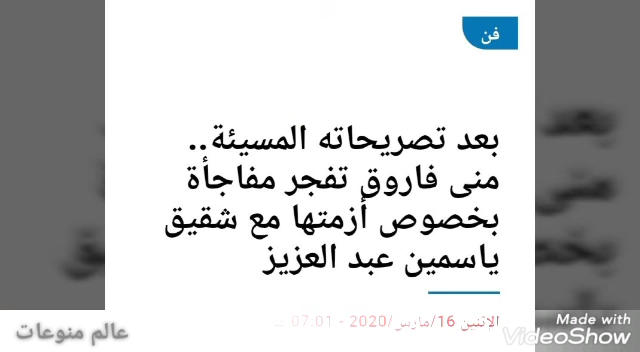 فن
بعد تصريحاته المسيئة..
منى فاروق تفجر مفاجأة
بخصوص أزمتها مع شقيق
ياسمين عبد العزيز
الاثنين 16/مارس/2020 - 07:01
عالم منوعات
Made with
VideoShow